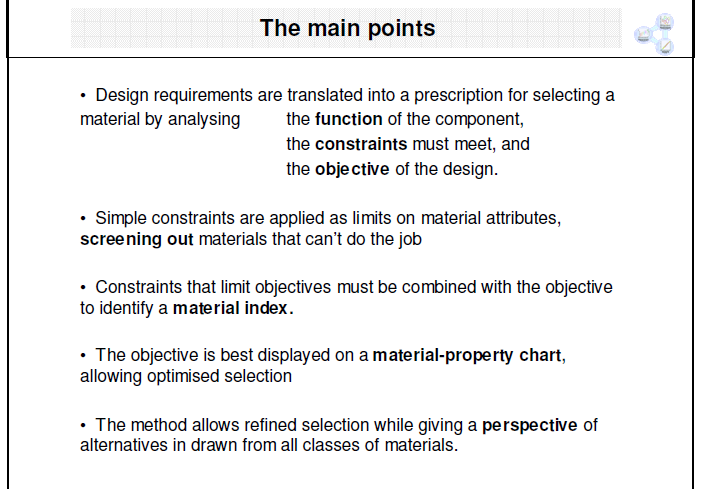 The main points
• Design requirements are translated into a prescription for selecting a
material by analysing the function of the component,
the constraints must meet, and
the objective of the design.
• Simple constraints are applied as limits on material attributes,
screening out materials that can't do the job
• Constraints that limit objectives must be combined with the objective
to identify a material index.
• The objective is best displayed on a material-property chart,
allowing optimised selection
• The method allows refined selection while giving a perspective of
alternatives in drawn from all classes of materials.